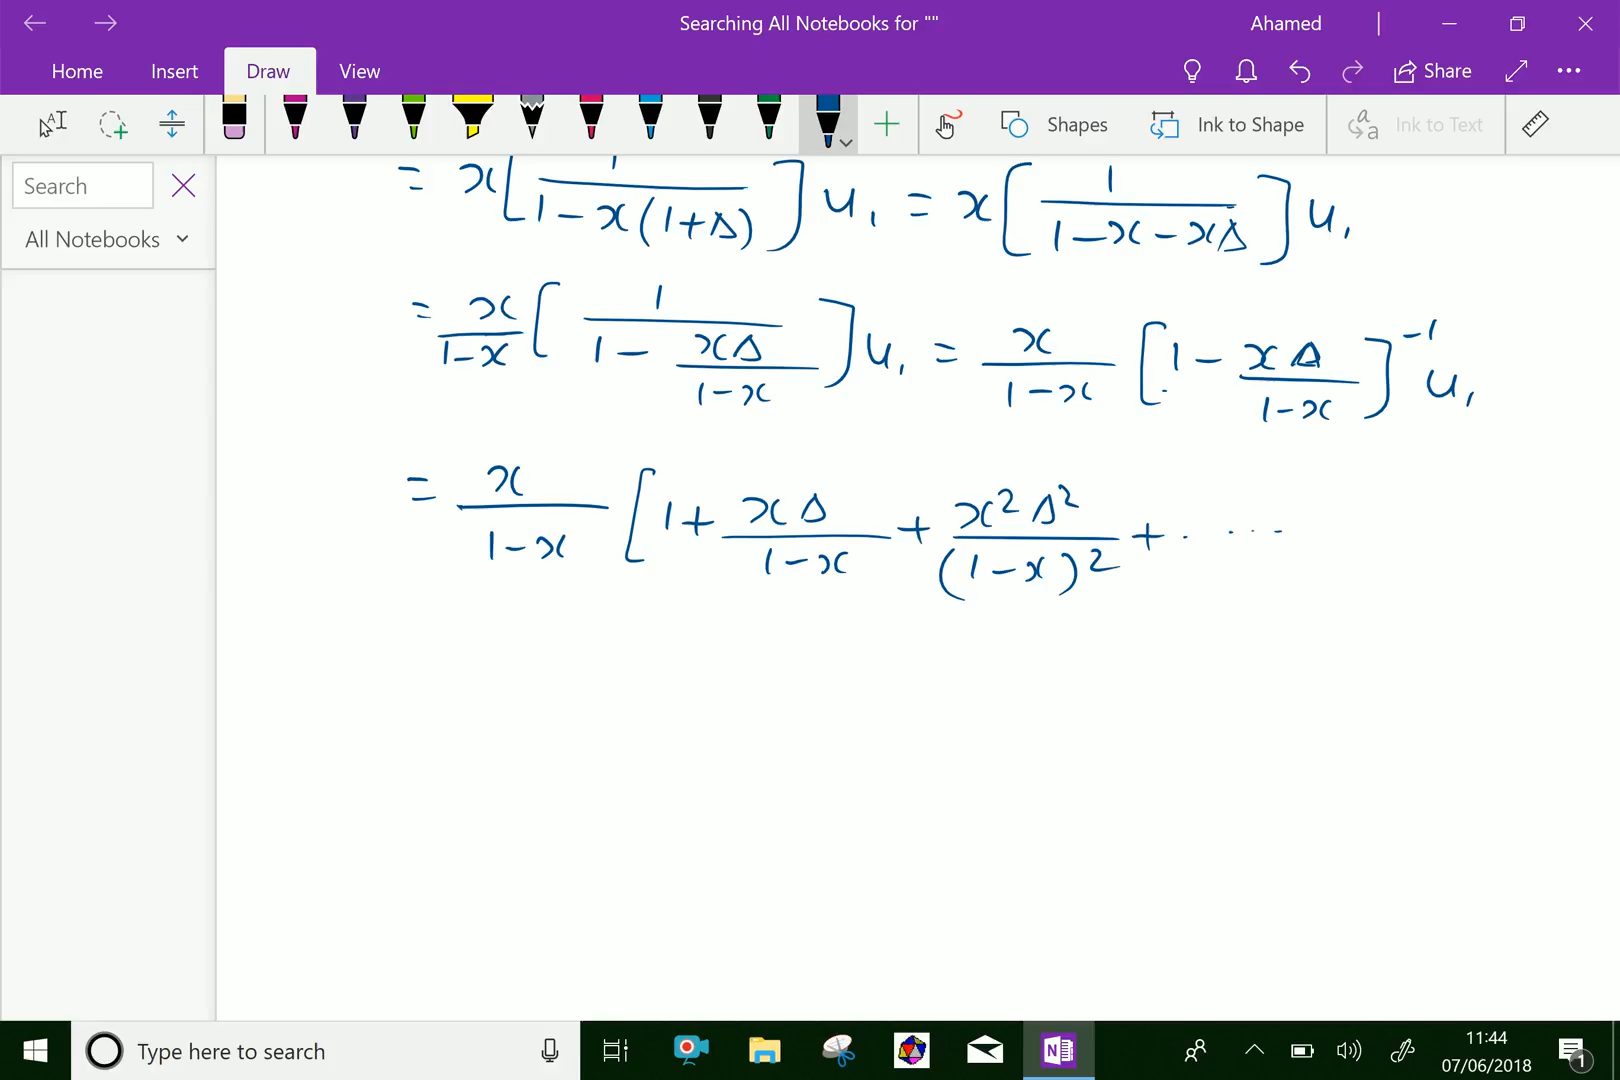 Searching All Notebooks for ""
Ahamed
Home Insert Draw View
Share
Shapes
Ink to Shape
Ink to Text
Search
All Notebooks
= x[1/(1-x(1+Δ))]u₁ = x[1/(1-x-xΔ)]u₁
= x/(1-x) [1/(1 - xΔ/(1-x))]u₁ = x/(1-x) [1 - xΔ/(1-x)]⁻¹ u₁
= x/(1-x) [1 + xΔ/(1-x) + x²Δ²/(1-x)² + . ...
Type here to search
11:44
07/06/2018
1